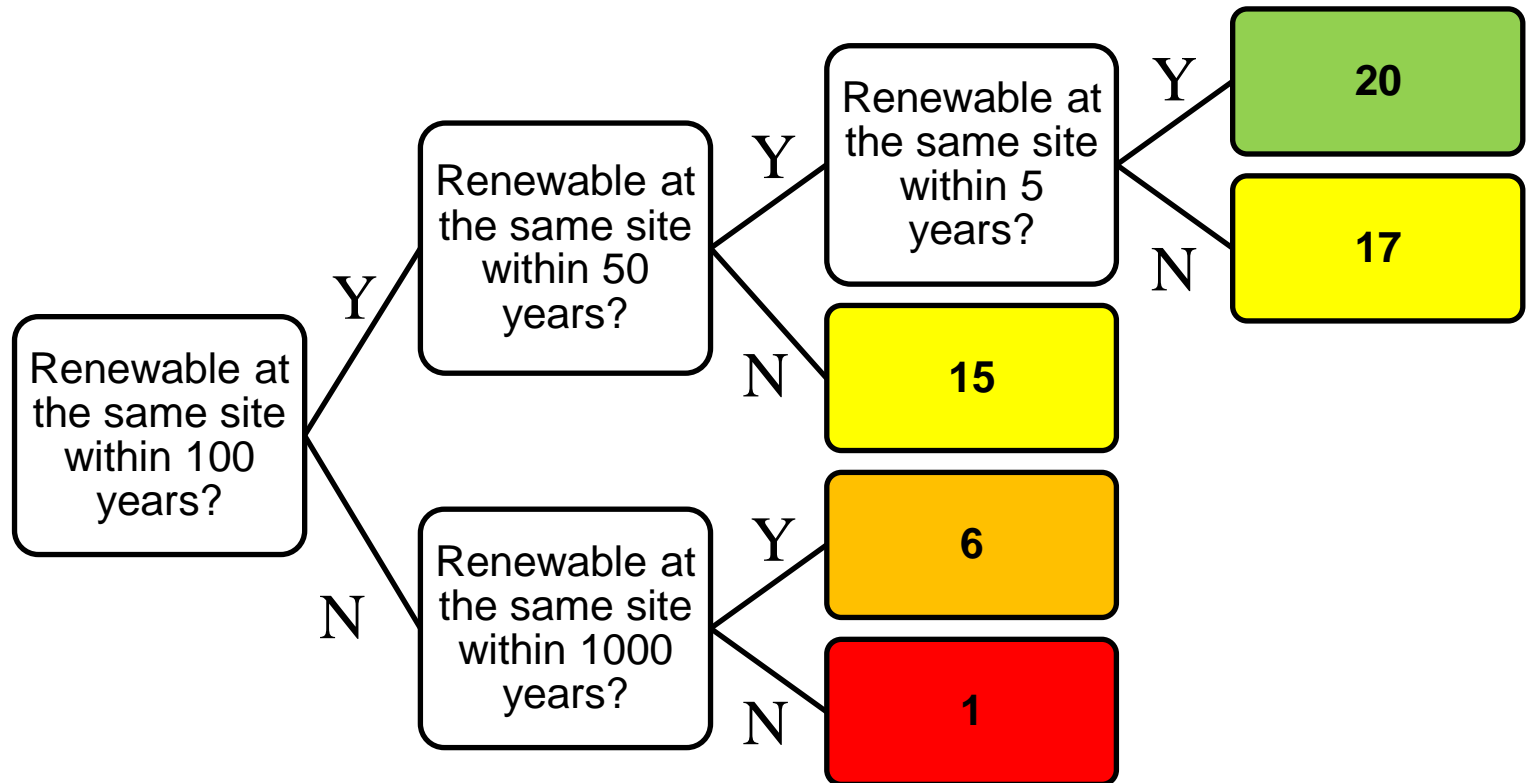 Renewable at
the same site
within 100
years?
Y
N
Renewable at
the same site
within 50
years?
Y
N
Renewable at
the same site
within 5
years?
Y
N
20
17
15
Renewable at
the same site
within 1000
years?
Y
N
6
1